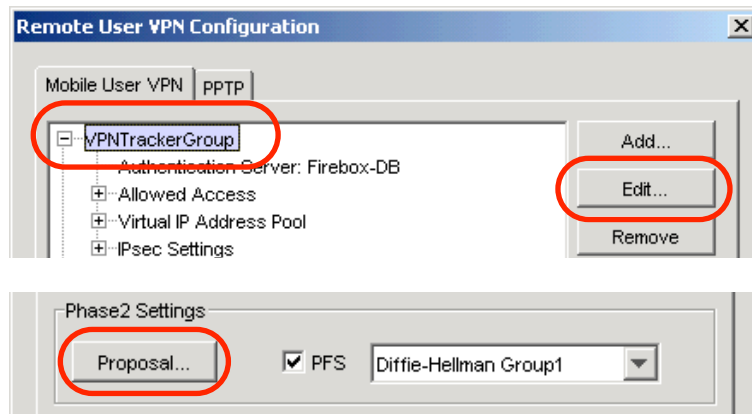 Remote User VPN Configuration
Mobile User VPN PPTP
VPNTrackerGroup
Authentication Server: Firebox-DB
Allowed Access
Virtual IP Address Pool
IPsec Settings
Add...
Edit...
Remove
Phase2 Settings
Proposal... PFS Diffie-Hellman Group1